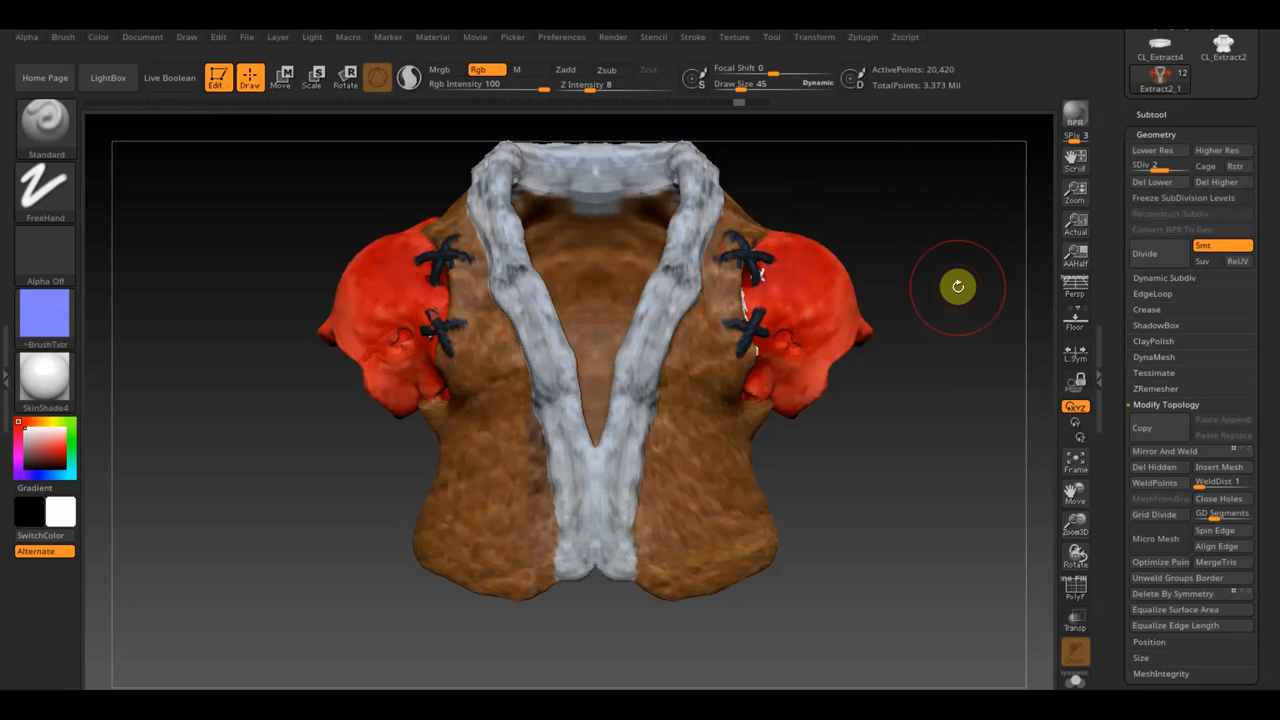 Alpha Brush Color Document Draw Edit File Layer Light Macro Marker Material Movie Picker Preferences Render Stencil Stroke Texture Tool Transform Zplugin Zscript
Home Page
LightBox
Live Boolean
Edit
Draw
Move
Scale
Rotate
Mrgb
Rgb
M
Rgb Intensity 100
Zadd
Zsub
Zcut
Z Intensity 8
S
Focal Shift 0
Draw Size 45
Dynamic
D
ActivePoints: 20,420
TotalPoints: 3.373 Mil
Standard
FreeHand
Alpha Off
~BrushTxtr
SkinShade4
Gradient
SwitchColor
Alternate
BPR
SPix 3
Scroll
Zoom
Actual
AAHalf
Dynamic
Persp
Floor
L.Sym
XYZ
Frame
Move
Zoom3D
Rotate
PolyF
Transp
CL_Extract4
CL_Extract2
12
Extract2_1
Subtool
Geometry
Lower Res
Higher Res
SDiv 2
Cage
Rstr
Del Lower
Del Higher
Freeze SubDivision Levels
Reconstruct Subdiv
Convert BPR To Geo
Divide
Smt
Suv
ReUV
Dynamic Subdiv
EdgeLoop
Crease
ShadowBox
ClayPolish
DynaMesh
Tessimate
ZRemesher
Modify Topology
Copy
Paste Append
Paste Replace
Mirror And Weld
Del Hidden
Insert Mesh
WeldPoints
WeldDist 1
MeshFromBru
Close Holes
Grid Divide
GD Segments
Micro Mesh
Spin Edge
Align Edge
Optimize Poin
MergeTris
Unweld Groups Border
Delete By Symmetry
Equalize Surface Area
Equalize Edge Length
Position
Size
MeshIntegrity